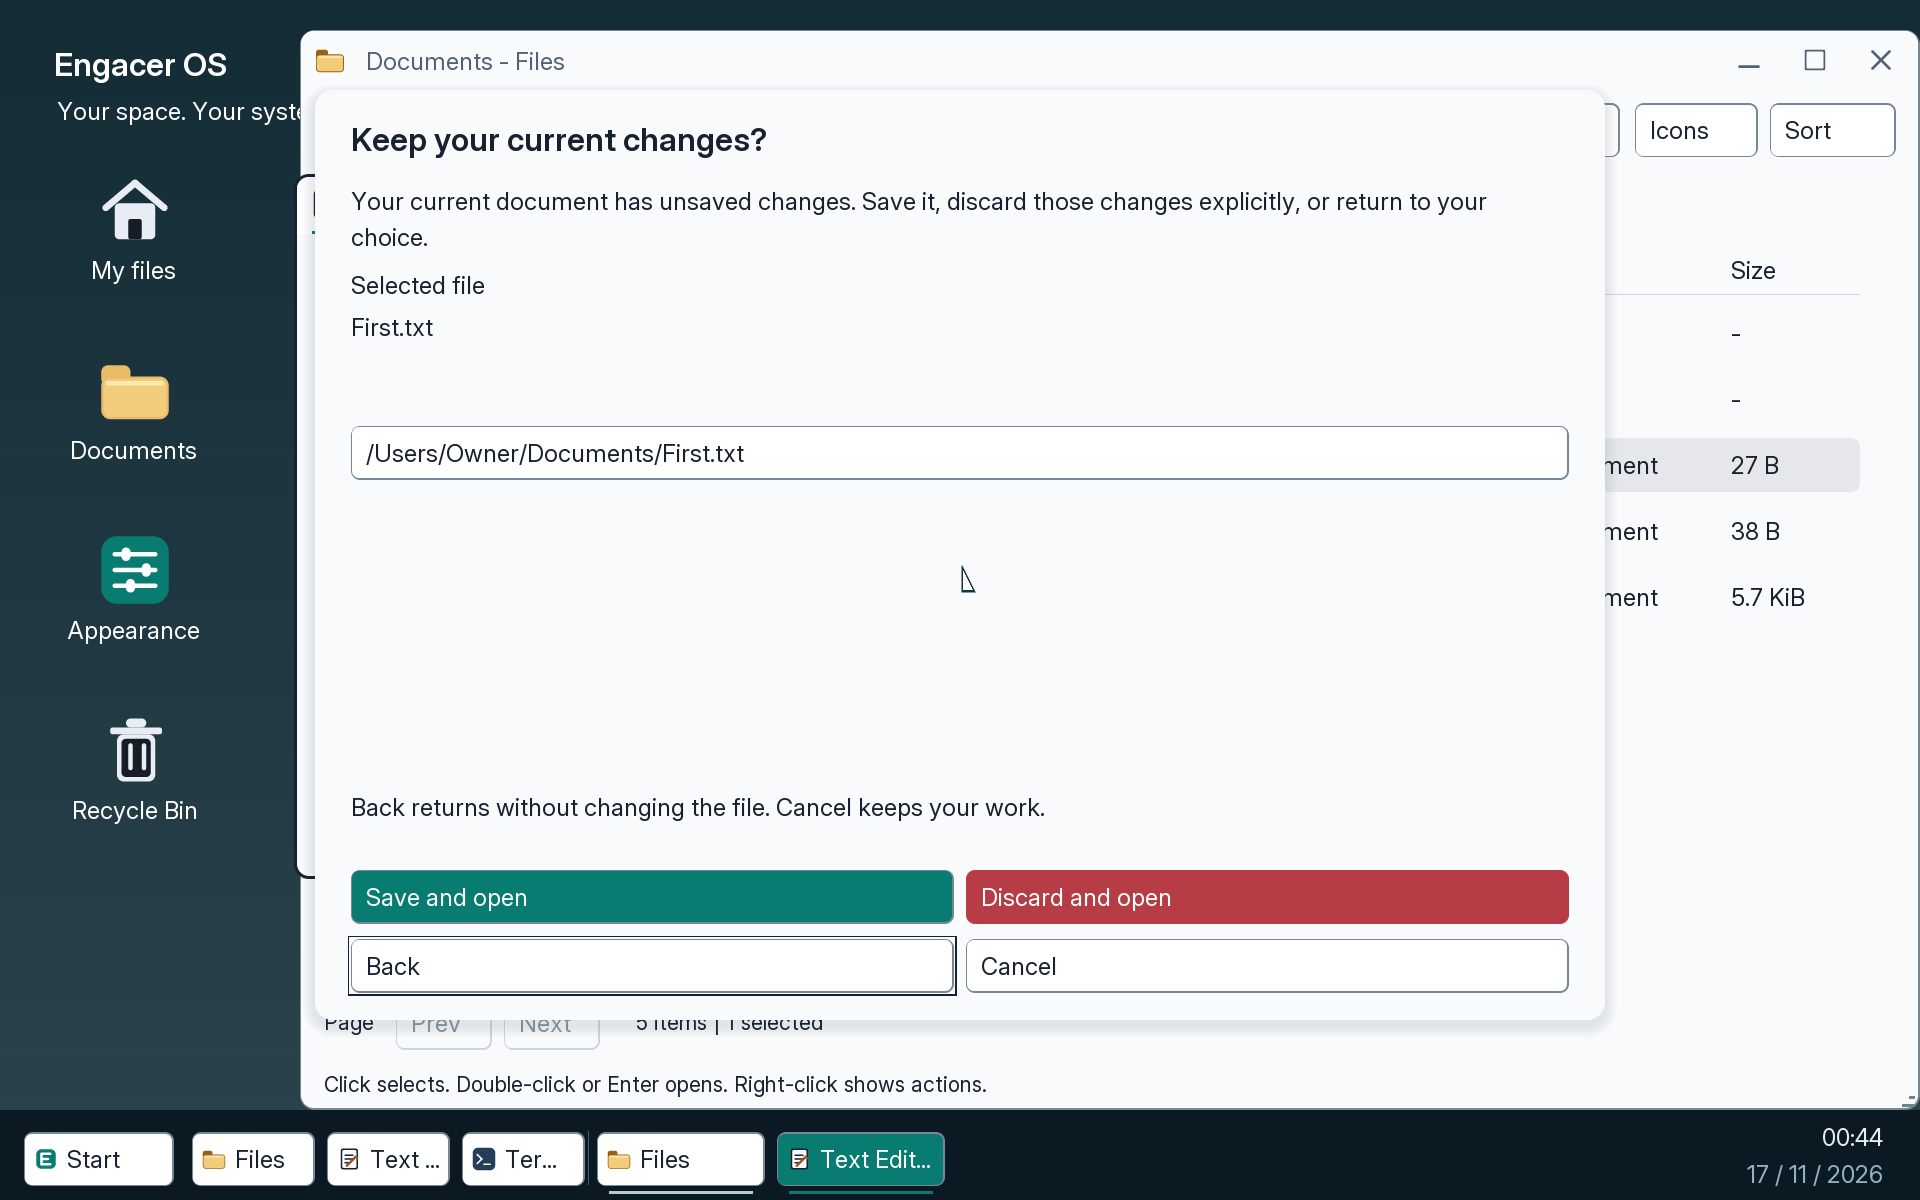 Engacer OS
Your space. Your syste
My files
Documents
Appearance
Recycle Bin
Documents - Files
Icons
Sort
Keep your current changes?
Your current document has unsaved changes. Save it, discard those changes explicitly, or return to your
choice.
Selected file
First.txt
/Users/Owner/Documents/First.txt
Size
-
-
ment 27 B
ment 38 B
ment 5.7 KiB
Back returns without changing the file. Cancel keeps your work.
Save and open
Discard and open
Back
Cancel
Page
Prev
Next
5 items | 1 selected
Click selects. Double-click or Enter opens. Right-click shows actions.
Start
Files
Text ...
Ter...
Files
Text Edit...
00:44
17 / 11 / 2026